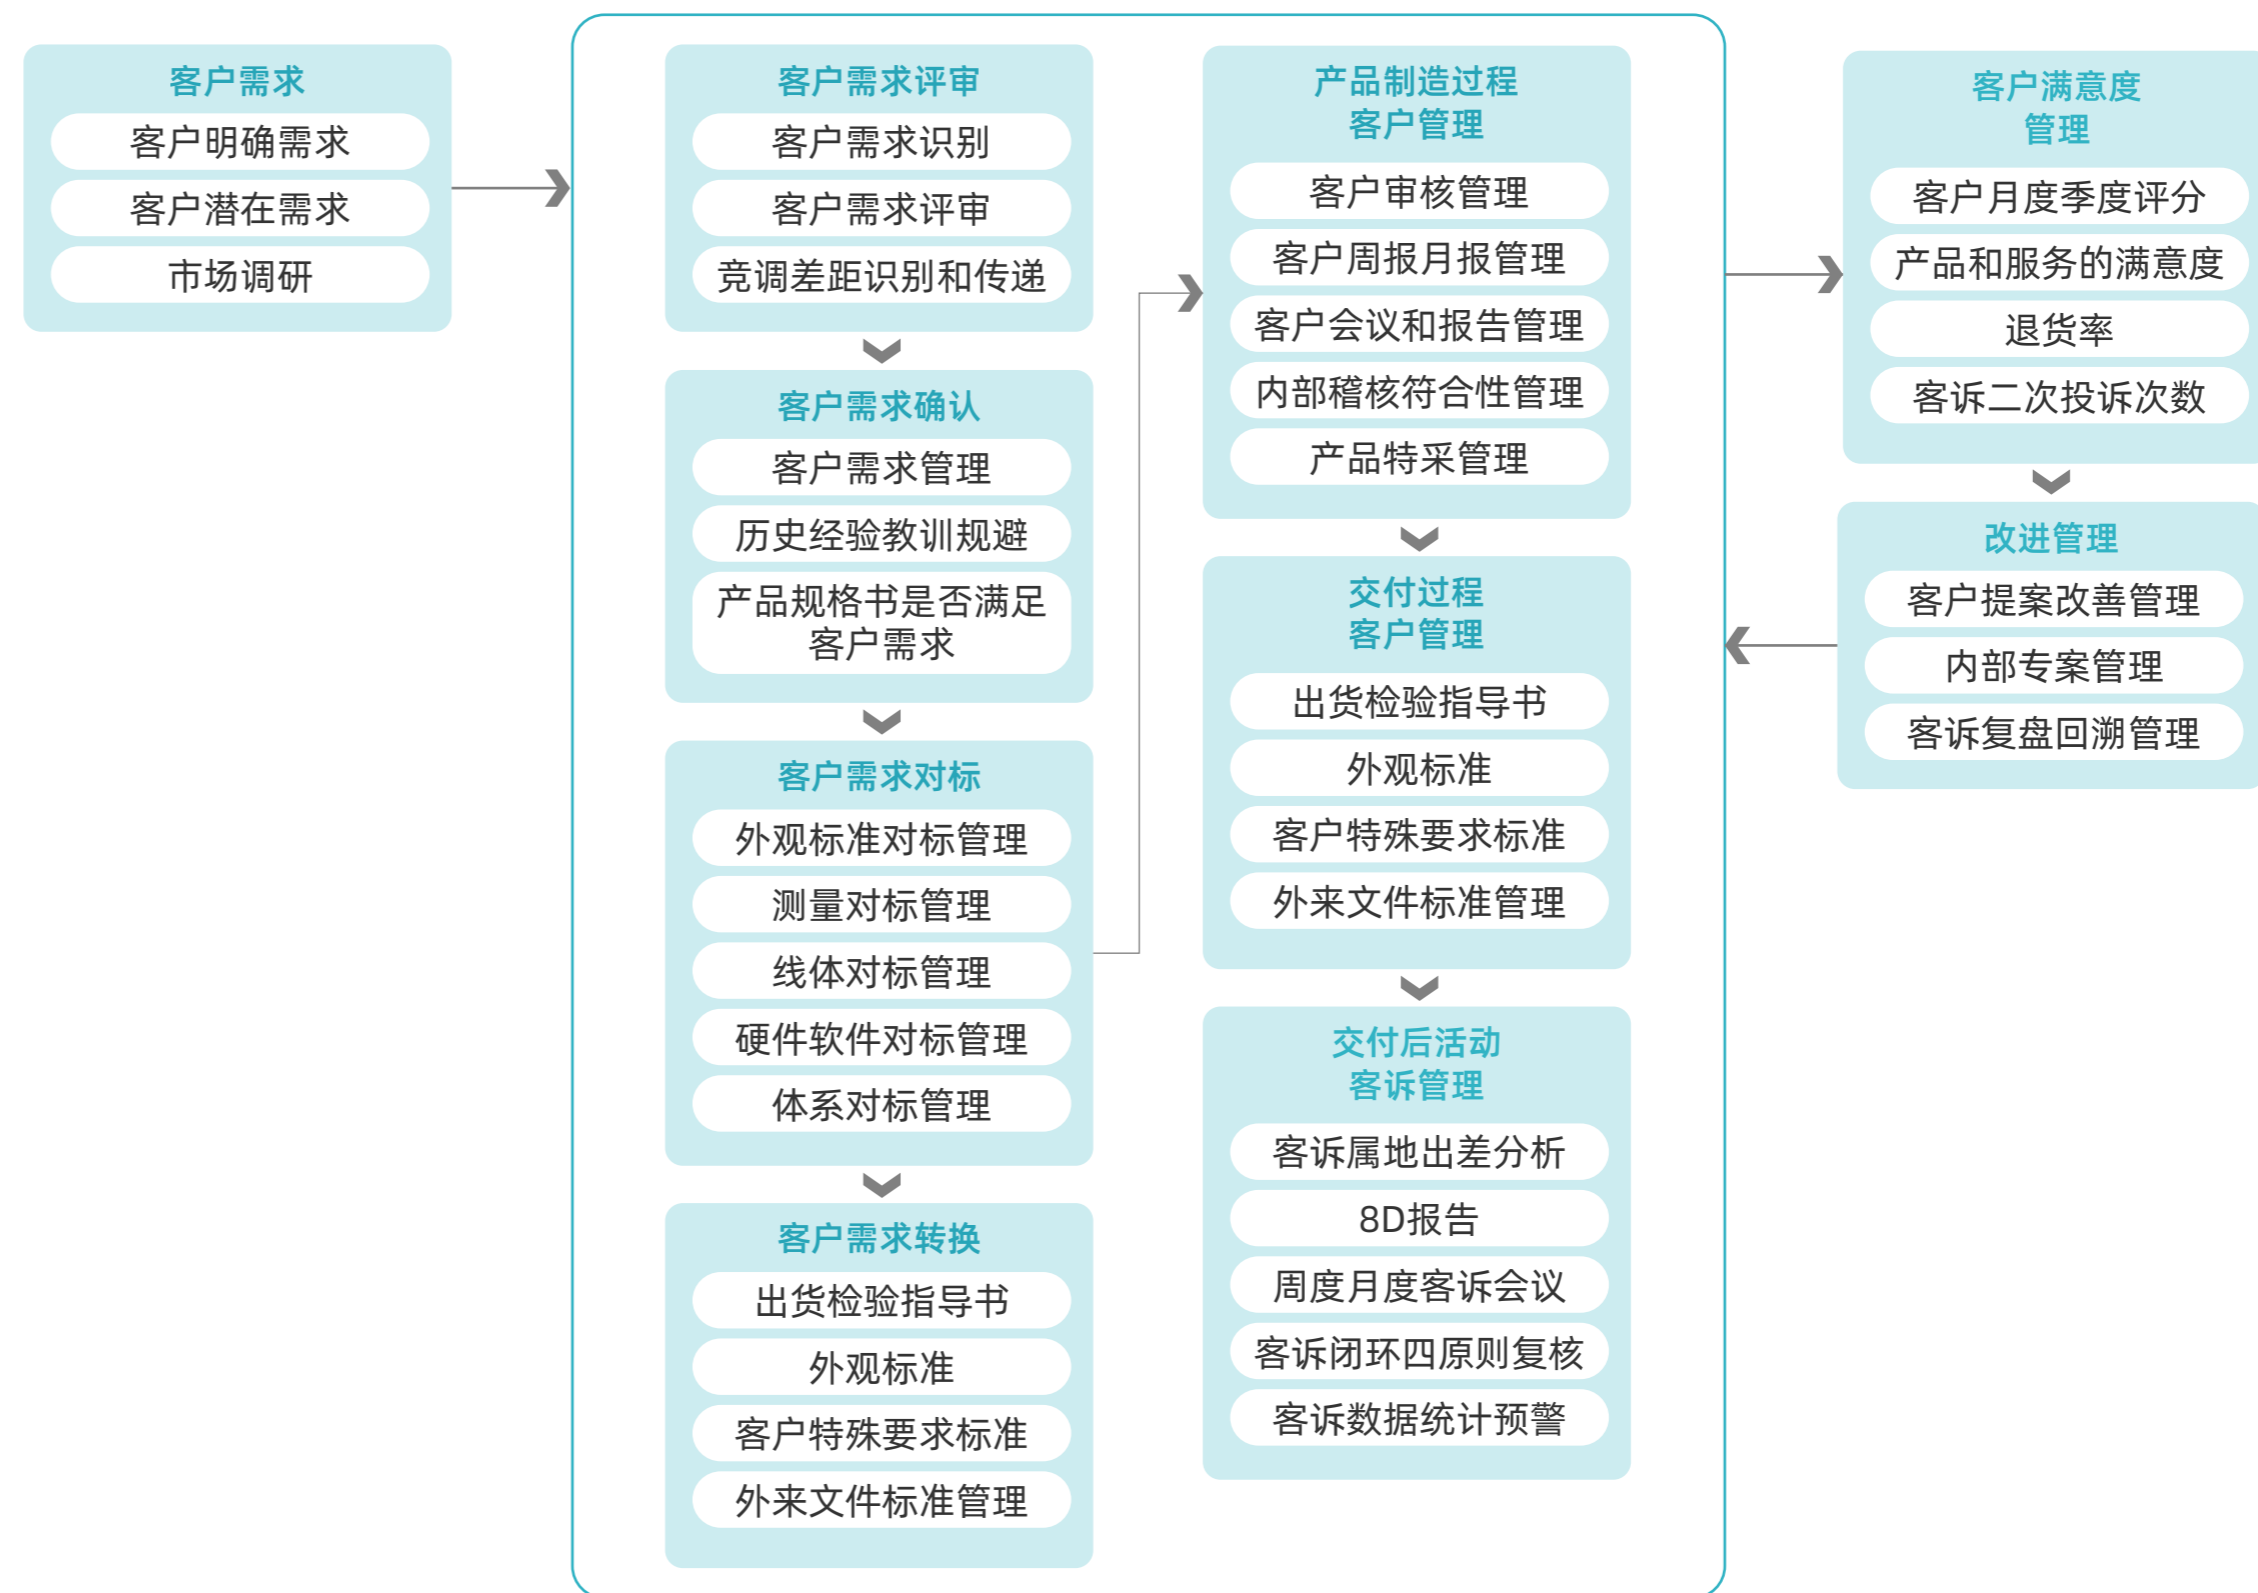 客户需求
客户明确需求
客户潜在需求
市场调研
客户需求评审
客户需求识别
客户需求评审
竞调差距识别和传递
客户需求确认
客户需求管理
历史经验教训规避
产品规格书是否满足
客户需求
客户需求对标
外观标准对标管理
测量对标管理
线体对标管理
硬件软件对标管理
体系对标管理
客户需求转换
出货检验指导书
外观标准
客户特殊要求标准
外来文件标准管理
产品制造过程
客户管理
客户审核管理
客户周报月报管理
客户会议和报告管理
内部稽核符合性管理
产品特采管理
交付过程
客户管理
出货检验指导书
外观标准
客户特殊要求标准
外来文件标准管理
交付后活动
客诉管理
客诉属地出差分析
8D报告
周度月度客诉会议
客诉闭环四原则复核
客诉数据统计预警
客户满意度
管理
客户月度季度评分
产品和服务的满意度
退货率
客诉二次投诉次数
改进管理
客户提案改善管理
内部专案管理
客诉复盘回溯管理